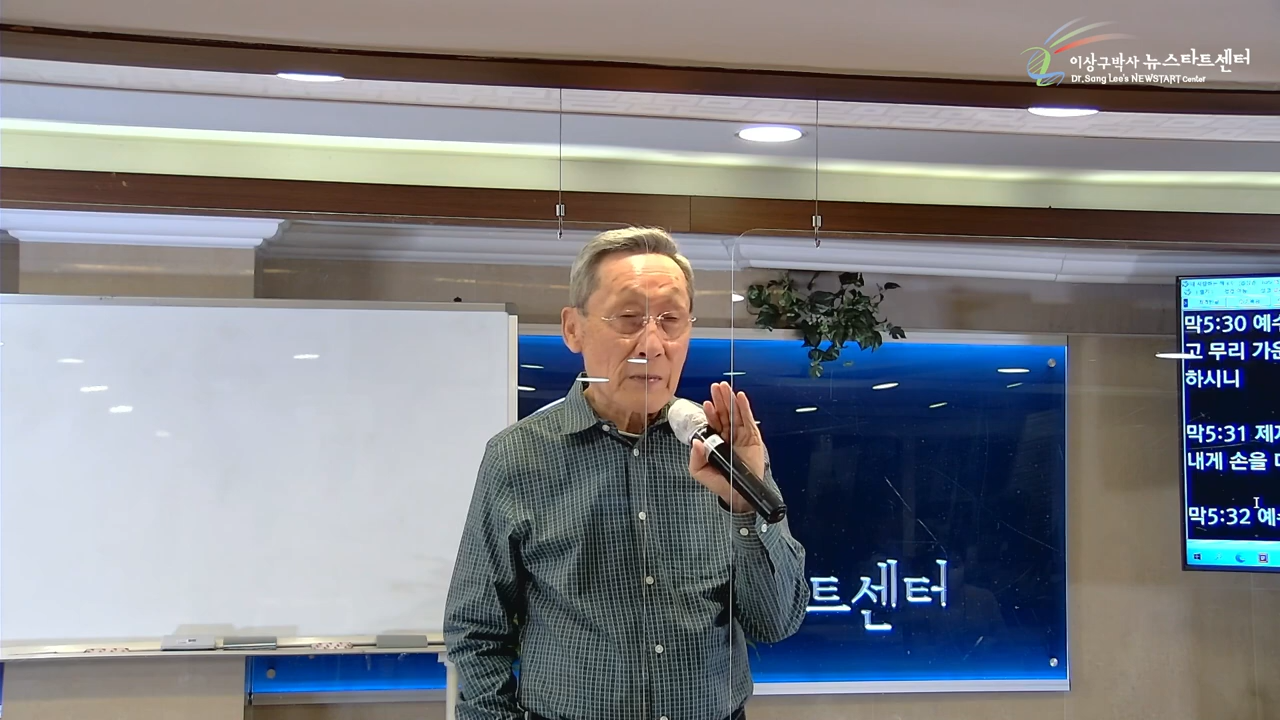 이상구박사 뉴스타트센터
Dr. Sang Lee's NEWSTART Center
막5:30 예수
고 무리 가운
하시니
막5:31 제자
내게 손을
막5:32 예수
트센터